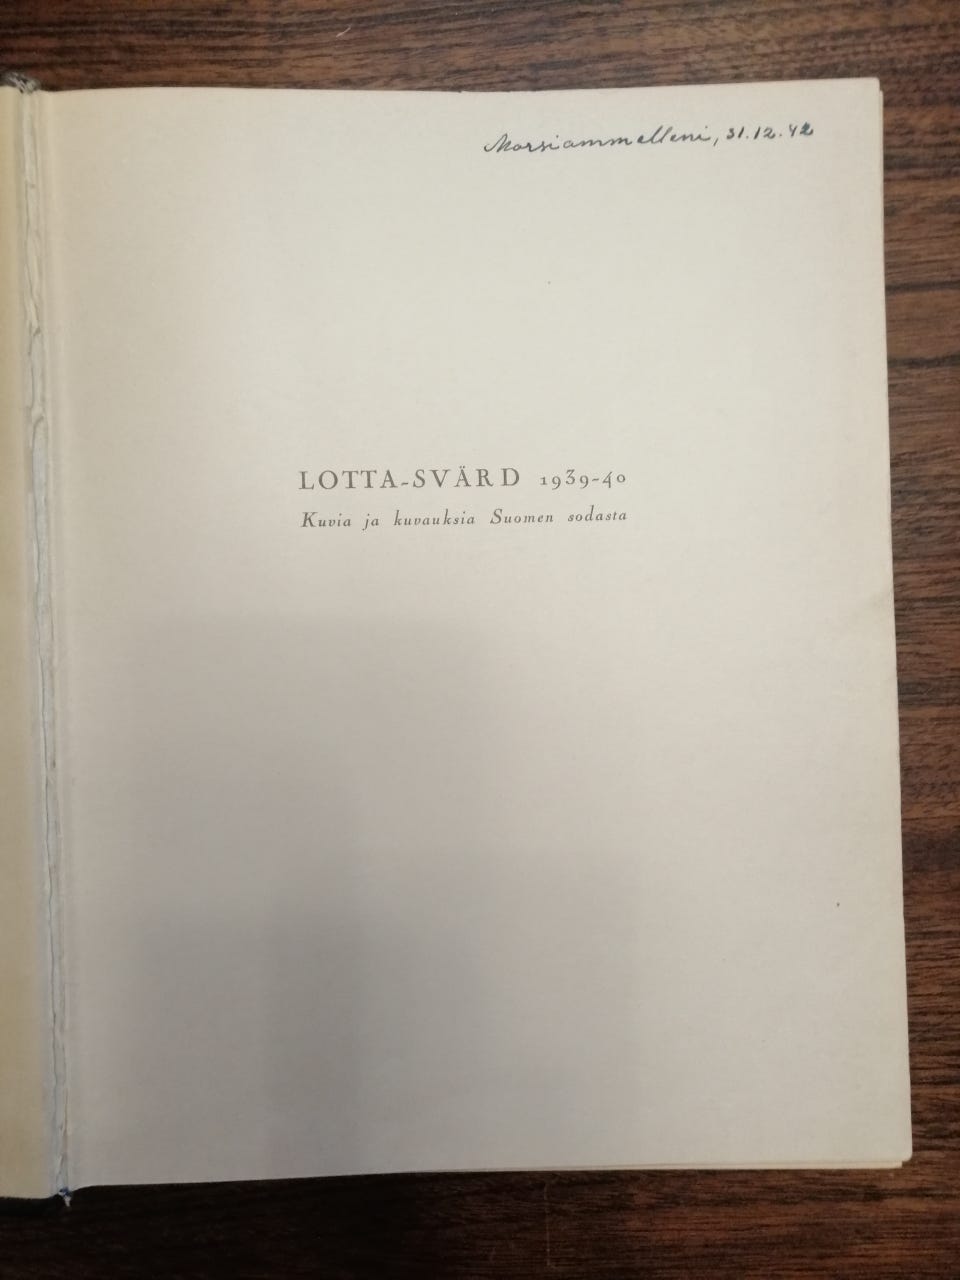 Morsiammelleni, 31.12.42
LOTTA-SVÄRD 1939-40
Kuvia ja kuvauksia Suomen sodasta